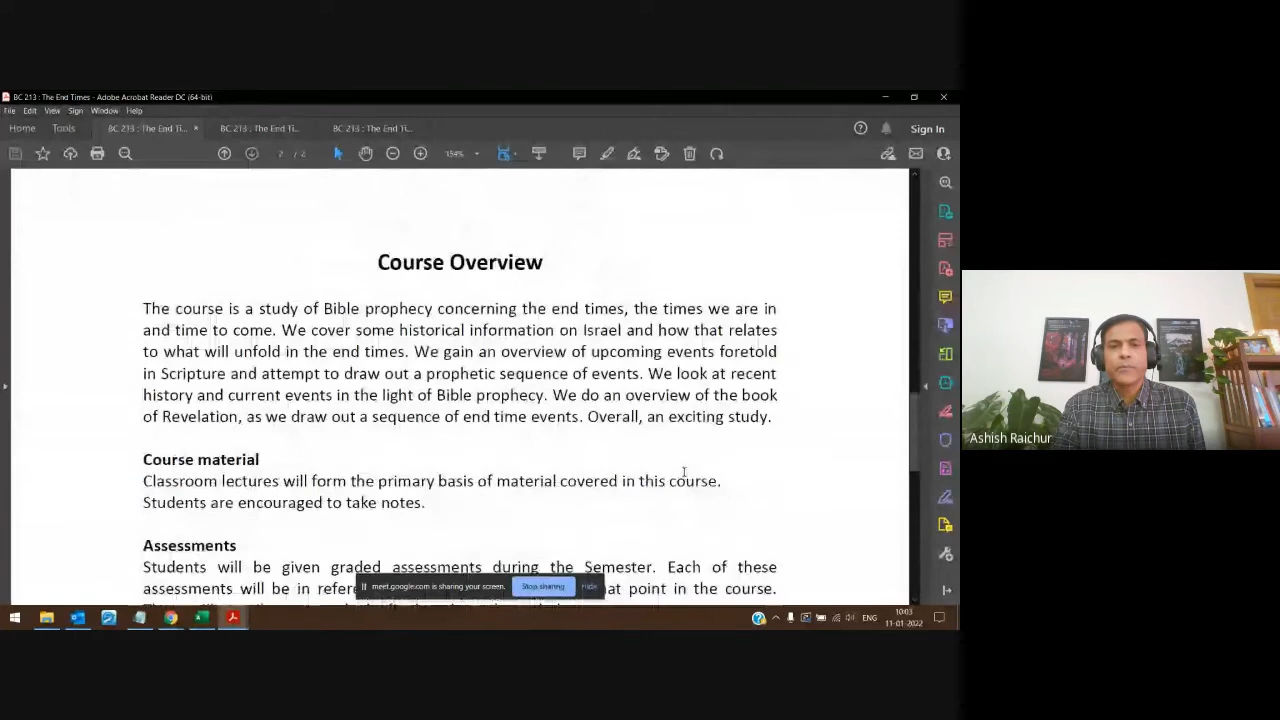 BC 213 : The End Times - Adobe Acrobat Reader DC (64-bit)
File Edit View Sign Window Help
Home Tools BC 213 : The End Ti... × BC 213 : The End Ti... BC 213 : The End Ti... Sign In
2 / 2 154%
Course Overview
The course is a study of Bible prophecy concerning the end times, the times we are in
and time to come. We cover some historical information on Israel and how that relates
to what will unfold in the end times. We gain an overview of upcoming events foretold
in Scripture and attempt to draw out a prophetic sequence of events. We look at recent
history and current events in the light of Bible prophecy. We do an overview of the book
of Revelation, as we draw out a sequence of end time events. Overall, an exciting study.
Course material
Classroom lectures will form the primary basis of material covered in this course.
Students are encouraged to take notes.
Assessments
Students will be given graded assessments during the Semester. Each of these
assessments will be in refere
at point in the course.
meet.google.com is sharing your screen. Stop sharing Hide
Ashish Raichur
ENG
10:03
11-01-2022